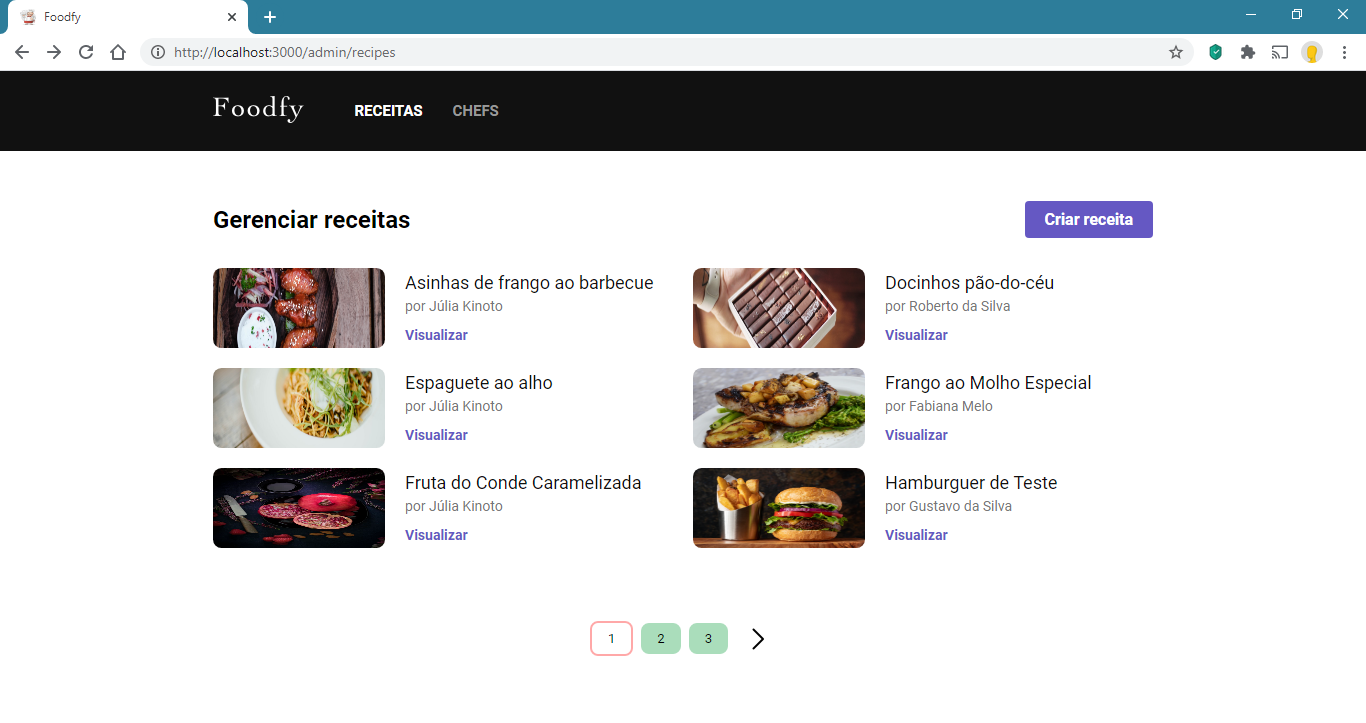 Foodfy
http://localhost:3000/admin/recipes
Foodfy RECEITAS CHEFS
Gerenciar receitas
Criar receita
Asinhas de frango ao barbecue
por Júlia Kinoto
Visualizar
Docinhos pão-do-céu
por Roberto da Silva
Visualizar
Espaguete ao alho
por Júlia Kinoto
Visualizar
Frango ao Molho Especial
por Fabiana Melo
Visualizar
Fruta do Conde Caramelizada
por Júlia Kinoto
Visualizar
Hamburguer de Teste
por Gustavo da Silva
Visualizar
1 2 3